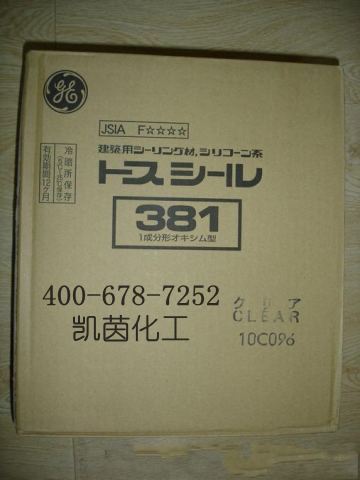 GE
JSIA F☆☆☆☆
建築用シーリング材,シリコーン系
トスシール
381
1成分形オキシム型
冷暗所保存
有効期間12ヶ月
400-678-7252
凯茵化工
クリア
CLEAR
10C096